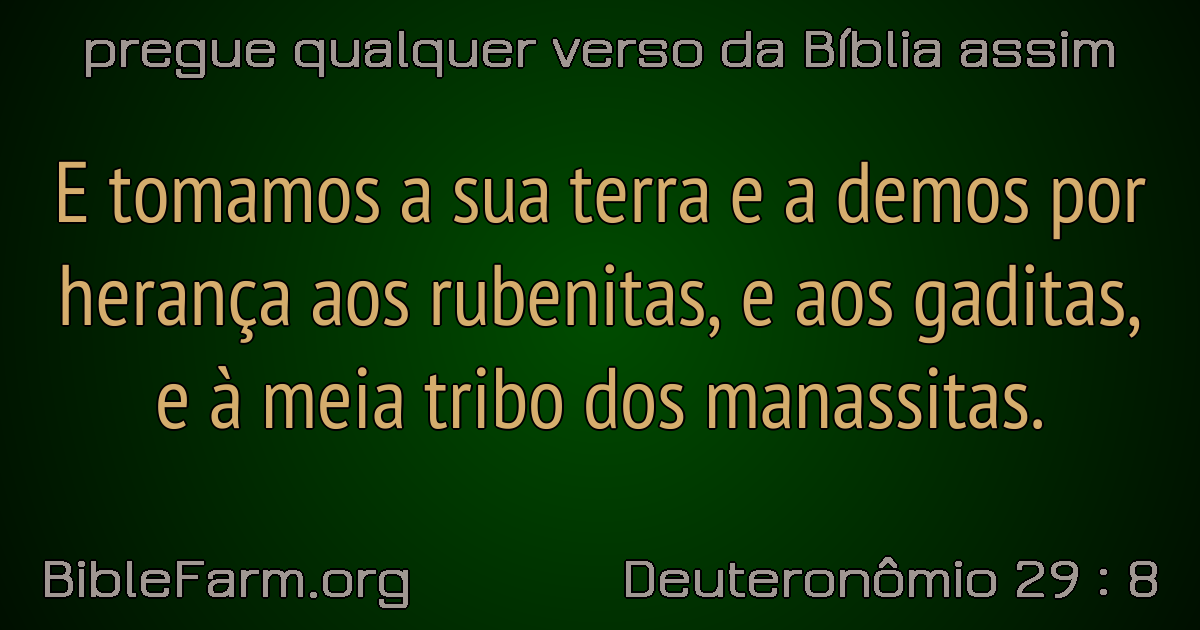 pregue qualquer verso da Bíblia assim
E tomamos a sua terra e a demos por
herança aos rubenitas, e aos gaditas,
e à meia tribo dos manassitas.
BibleFarm.org
Deuteronômio 29 : 8